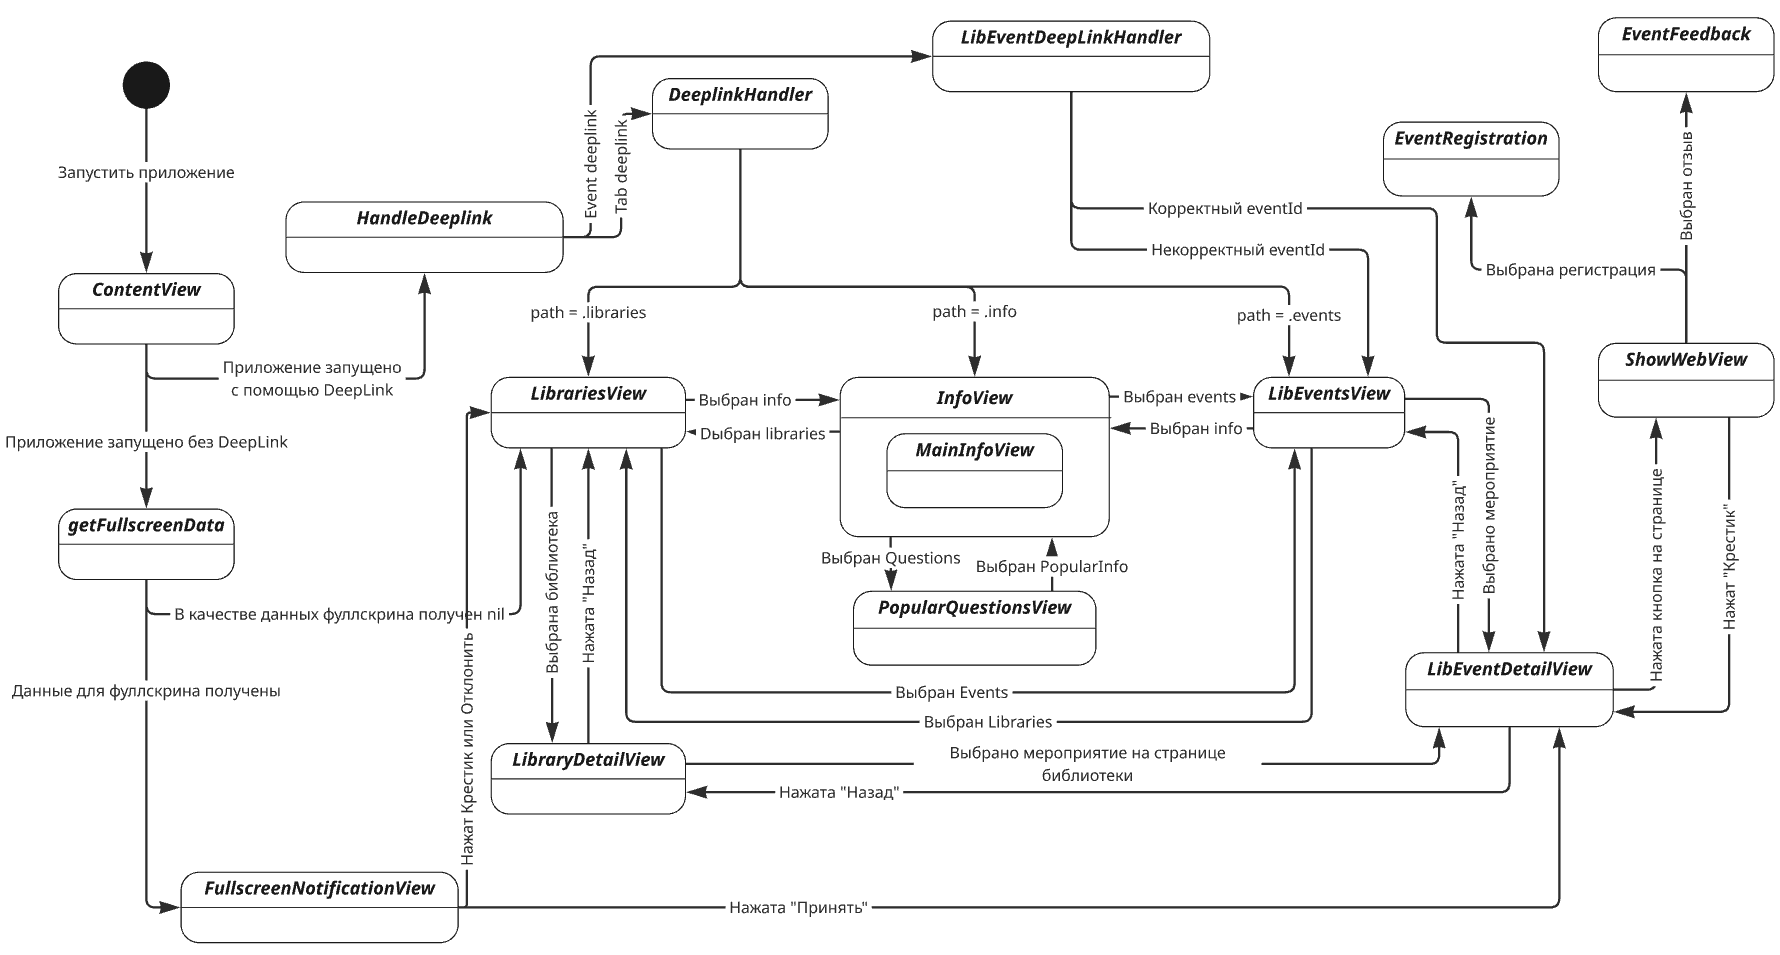 LibEventDeepLinkHandler
EventFeedback
DeeplinkHandler
Event deeplink
Tab deeplink
EventRegistration
Выбран отзыв
Запустить приложение
HandleDeeplink
Корректный eventId
Некорректный eventId
Выбрана регистрация
ContentView
path = .libraries
path = .info
path = .events
Приложение запущено
с помощью DeepLink
ShowWebView
LibrariesView
Выбран info
InfoView
Выбран events
LibEventsView
Dыбран libraries
Выбран info
MainInfoView
Приложение запущено без DeepLink
getFullscreenData
Выбрана библиотека
Нажата "Назад"
Нажата "Назад"
Выбрано мероприятие
Нажата кнопка на странице
Нажат "Крестик"
Выбран Questions
Выбран PopularInfo
PopularQuestionsView
В качестве данных фуллскрина получен nil
Нажат Крестик или Отклонить
Данные для фуллскрина получены
LibEventDetailView
Выбран Events
Выбран Libraries
LibraryDetailView
Выбрано мероприятие на странице
библиотеки
Нажата "Назад"
FullscreenNotificationView
Нажата "Принять"